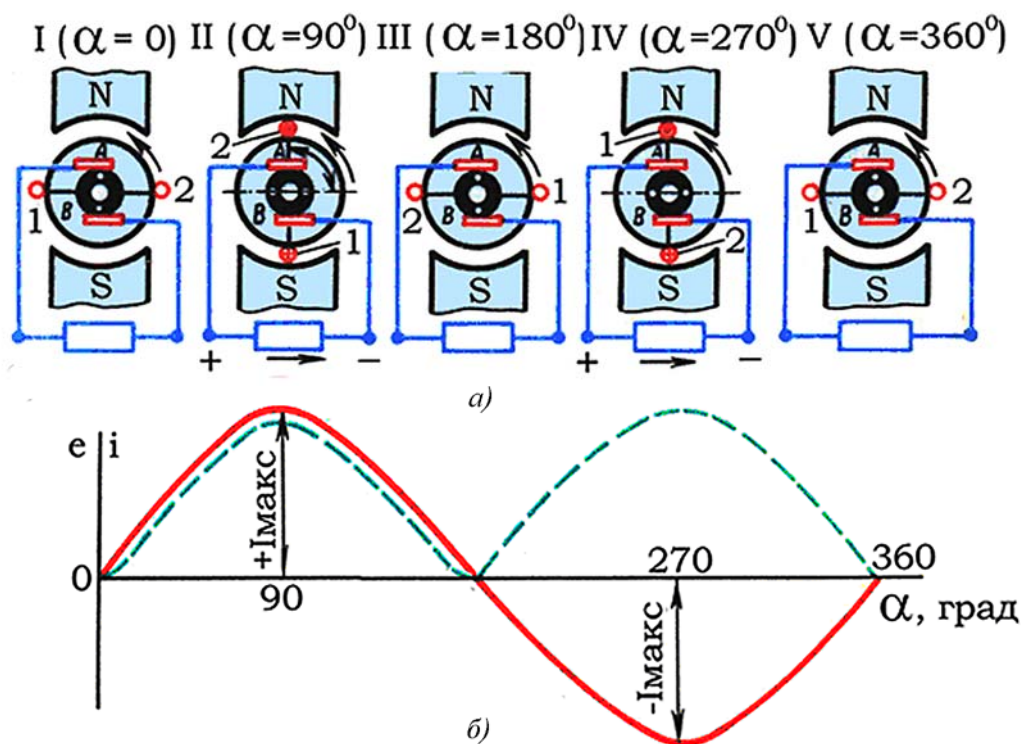 I (α = 0) II (α =90⁰) III (α =180⁰) IV (α =270⁰) V (α =360⁰)
N N N N N
2 1
A A A A A
1 2 2 1 1 2
B B B B B
1 2
S S S S S
+ → − + → −
а)
e i
+Iмакс
270 360
0
90
α, град
-Iмакс
б)